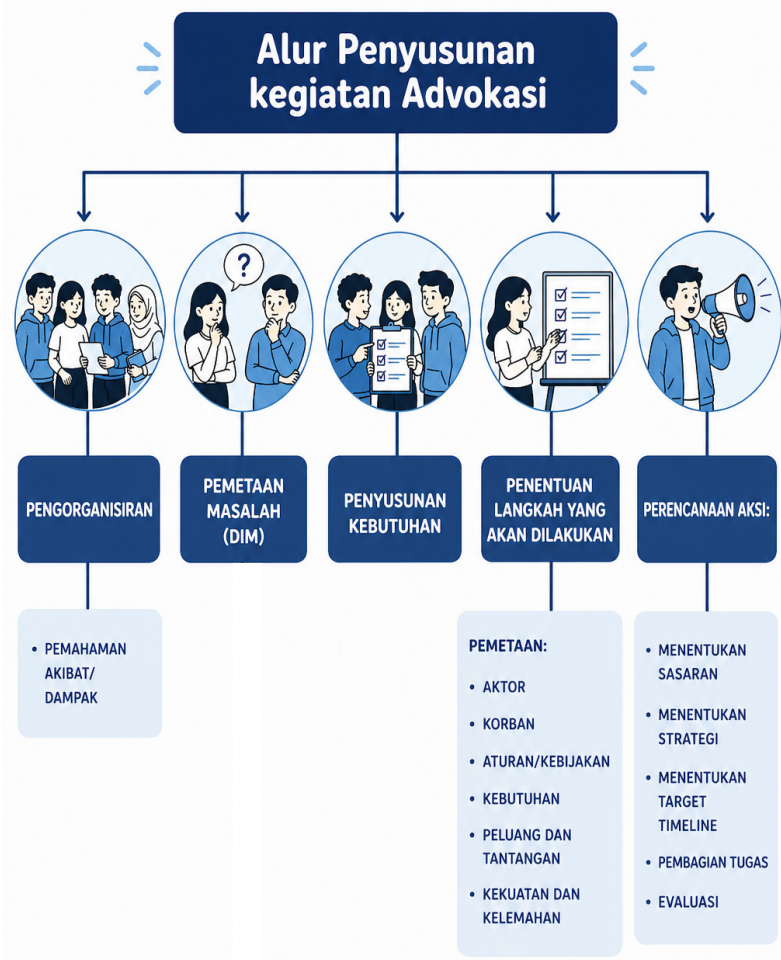 Alur Penyusunan
kegiatan Advokasi
?
PENGORGANISIRAN
PEMETAAN
MASALAH
(DIM)
PENYUSUNAN
KEBUTUHAN
PENENTUAN
LANGKAH YANG
AKAN DILAKUKAN
PERENCANAAN AKSI:
• PEMAHAMAN
AKIBAT/
DAMPAK
PEMETAAN:
• AKTOR
• KORBAN
• ATURAN/KEBIJAKAN
• KEBUTUHAN
• PELUANG DAN
TANTANGAN
• KEKUATAN DAN
KELEMAHAN
• MENENTUKAN
SASARAN
• MENENTUKAN
STRATEGI
• MENENTUKAN
TARGET
TIMELINE
• PEMBAGIAN TUGAS
• EVALUASI